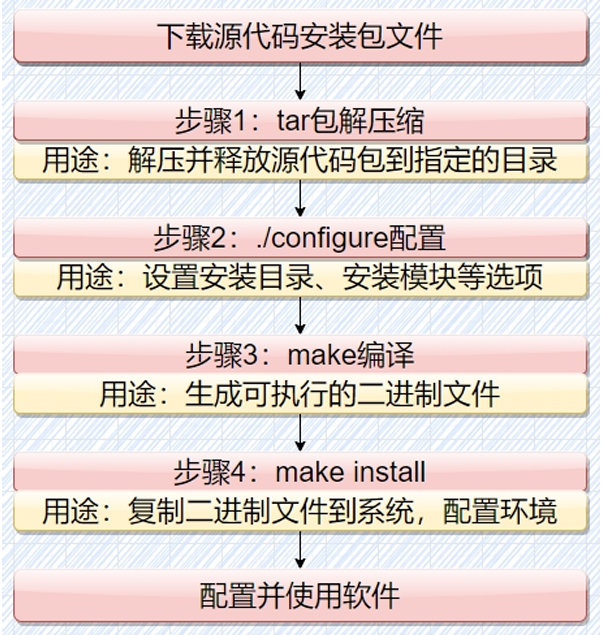 下载源代码安装包文件
步骤1：tar包解压缩
用途：解压并释放源代码包到指定的目录
步骤2：./configure配置
用途：设置安装目录、安装模块等选项
步骤3：make编译
用途：生成可执行的二进制文件
步骤4：make install
用途：复制二进制文件到系统，配置环境
配置并使用软件